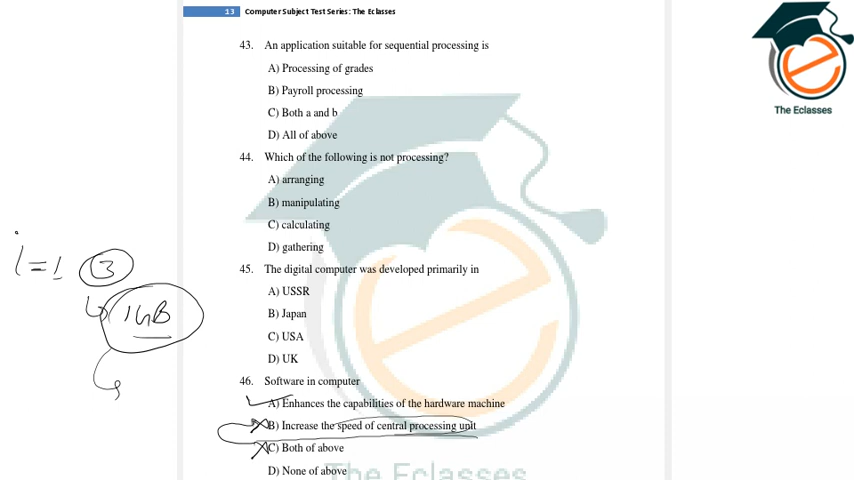 13 Computer Subject Test Series: The Eclasses
The Eclasses
43. An application suitable for sequential processing is
A) Processing of grades
B) Payroll processing
C) Both a and b
D) All of above
44. Which of the following is not processing?
A) arranging
B) manipulating
C) calculating
D) gathering
45. The digital computer was developed primarily in
A) USSR
B) Japan
C) USA
D) UK
i=1 3
1GB
46. Software in computer
A) Enhances the capabilities of the hardware machine
B) Increase the speed of central processing unit
C) Both of above
D) None of above
The Eclasses